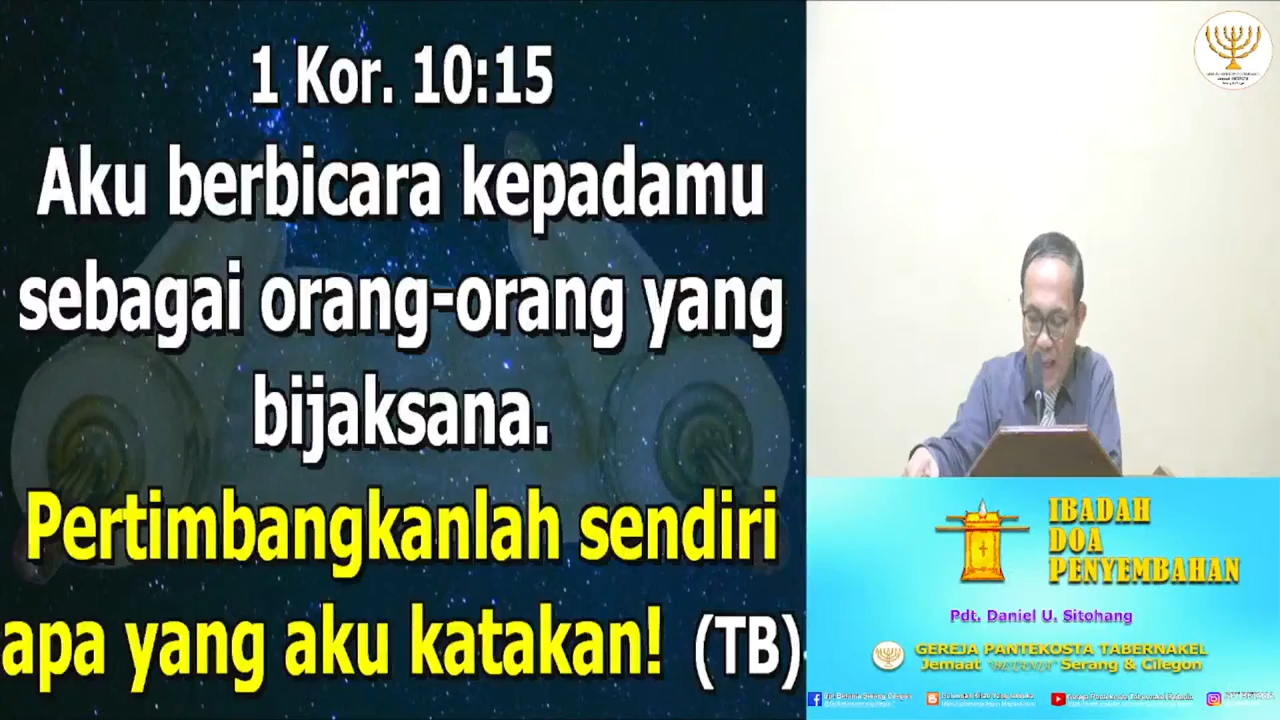 1 Kor. 10:15
Aku berbicara kepadamu
sebagai orang-orang yang
bijaksana.
Pertimbangkanlah sendiri
apa yang aku katakan! (TB)
IBADAH
DOA
PENYEMBAHAN
Pdt. Daniel U. Sitohang
GEREJA PANTEKOSTA TABERNAKEL
Jemaat "BETANIA" Serang & Cilegon